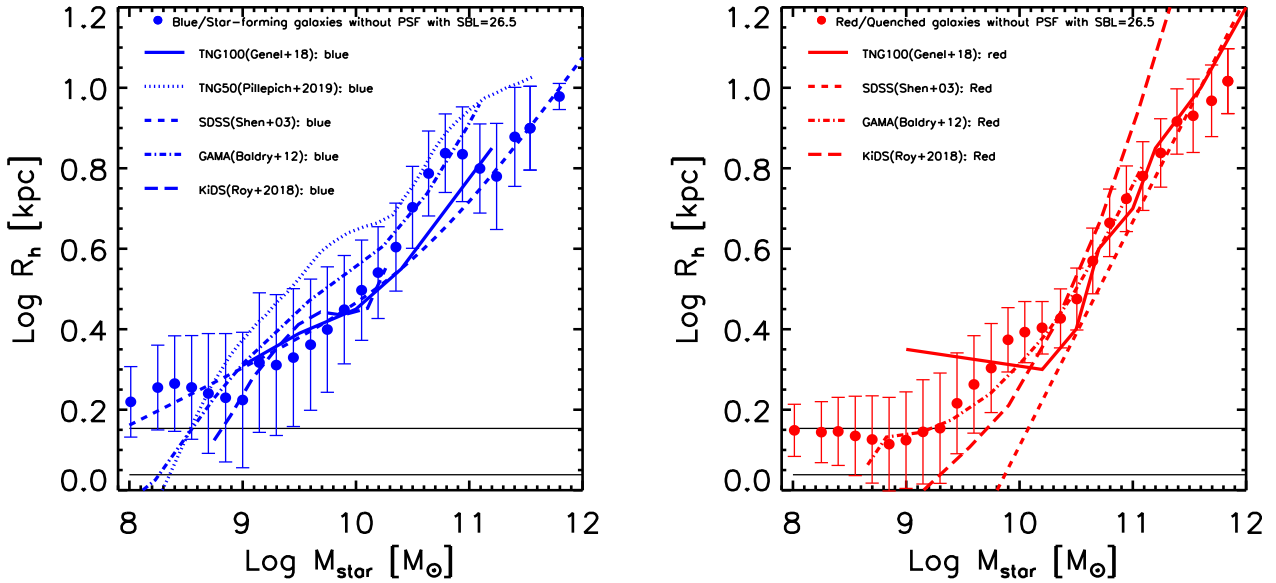 Blue/Star-forming galaxies without PSF with SBL=26.5
TNG100(Genel+18): blue
TNG50(Pillepich+2019): blue
SDSS(Shen+03): blue
GAMA(Baldry+12): blue
KiDS(Roy+2018): blue
1.2
1.0
0.8
0.6
0.4
0.2
0.0
Log R_h [kpc]
8 9 10 11 12
Log M_star [M_⊙]
Red/Quenched galaxies without PSF with SBL=26.5
TNG100(Genel+18): red
SDSS(Shen+03): Red
GAMA(Baldry+12): Red
KiDS(Roy+2018): Red
1.2
1.0
0.8
0.6
0.4
0.2
0.0
Log R_h [kpc]
8 9 10 11 12
Log M_star [M_⊙]